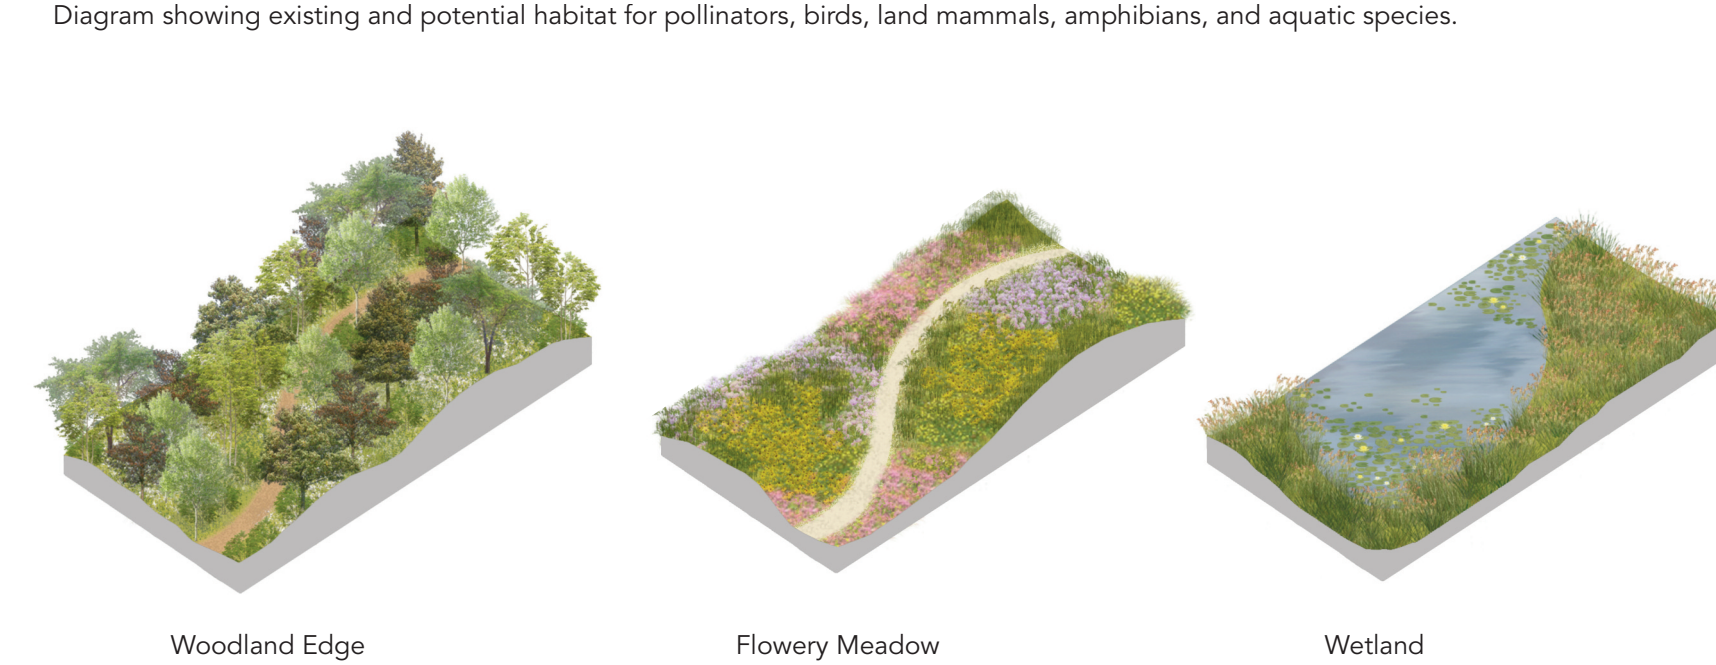 Diagram showing existing and potential habitat for pollinators, birds, land mammals, amphibians, and aquatic species.
Woodland Edge
Flowery Meadow
Wetland